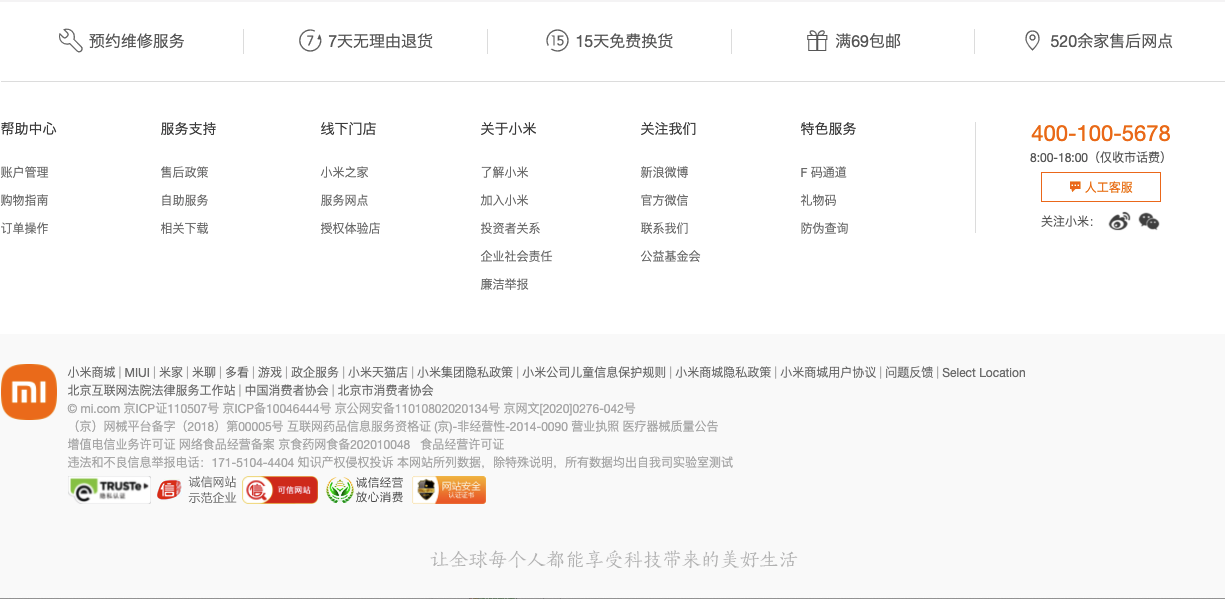 预约维修服务
7 7天无理由退货
15 15天免费换货
满69包邮
520余家售后网点
帮助中心
账户管理
购物指南
订单操作
服务支持
售后政策
自助服务
相关下载
线下门店
小米之家
服务网点
授权体验店
关于小米
了解小米
加入小米
投资者关系
企业社会责任
廉洁举报
关注我们
新浪微博
官方微信
联系我们
公益基金会
特色服务
F 码通道
礼物码
防伪查询
400-100-5678
8:00-18:00（仅收市话费）
人工客服
关注小米：
mi
小米商城 | MIUI | 米家 | 米聊 | 多看 | 游戏 | 政企服务 | 小米天猫店 | 小米集团隐私政策 | 小米公司儿童信息保护规则 | 小米商城隐私政策 | 小米商城用户协议 | 问题反馈 | Select Location
北京互联网法院法律服务工作站 | 中国消费者协会 | 北京市消费者协会
© mi.com 京ICP证110507号 京ICP备10046444号 京公网安备11010802020134号 京网文[2020]0276-042号
（京）网械平台备字（2018）第00005号 互联网药品信息服务资格证 (京)-非经营性-2014-0090 营业执照 医疗器械质量公告
增值电信业务许可证 网络食品经营备案 京食药网食备202010048 食品经营许可证
违法和不良信息举报电话：171-5104-4404 知识产权侵权投诉 本网站所列数据，除特殊说明，所有数据均出自我司实验室测试
TRUSTe
隐私认证
信
诚信网站
示范企业
信
可信网站
诚信经营
放心消费
网站安全
认证证书
让全球每个人都能享受科技带来的美好生活